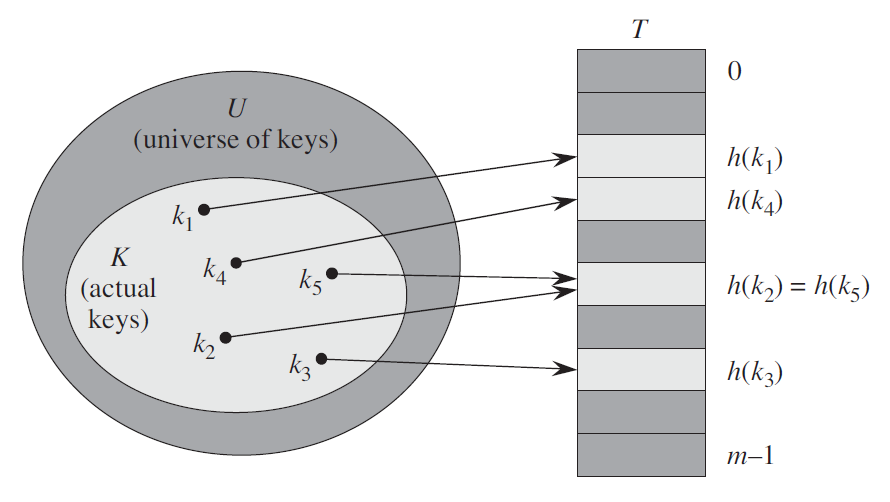 T
0
U
(universe of keys)
h(k₁)
k₁
h(k₄)
K
(actual
keys)
k₄
k₅
h(k₂) = h(k₅)
k₂
k₃
h(k₃)
m–1